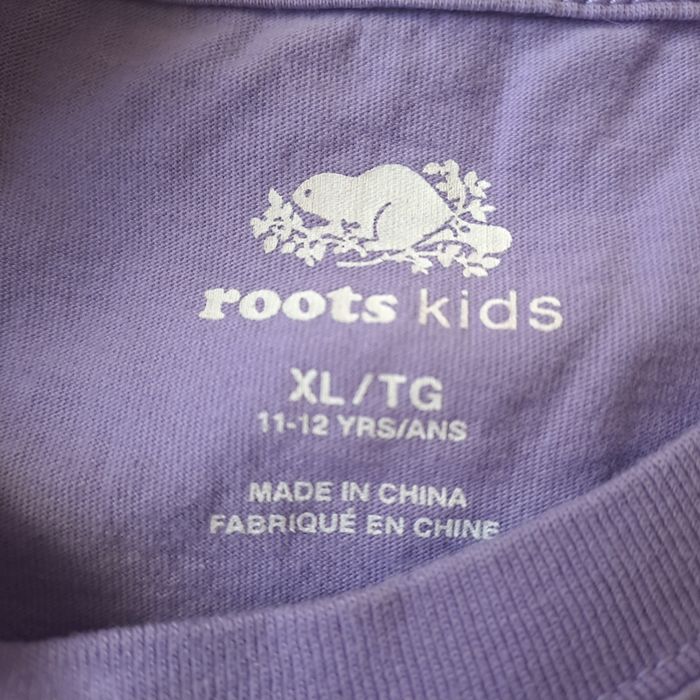 roots kids
XL/TG
11-12 YRS/ANS
MADE IN CHINA
FABRIQUÉ EN CHINE